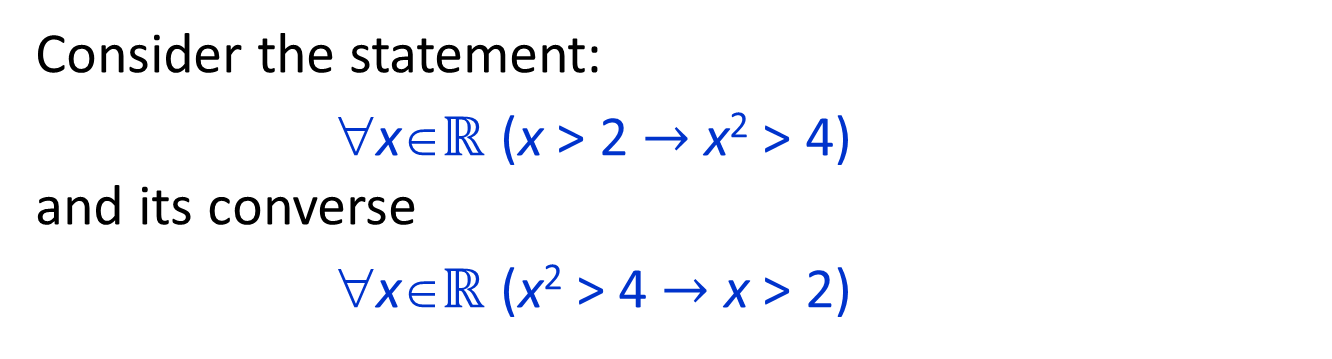 Consider the statement:
∀x∈ℝ (x > 2 → x² > 4)
and its converse
∀x∈ℝ (x² > 4 → x > 2)